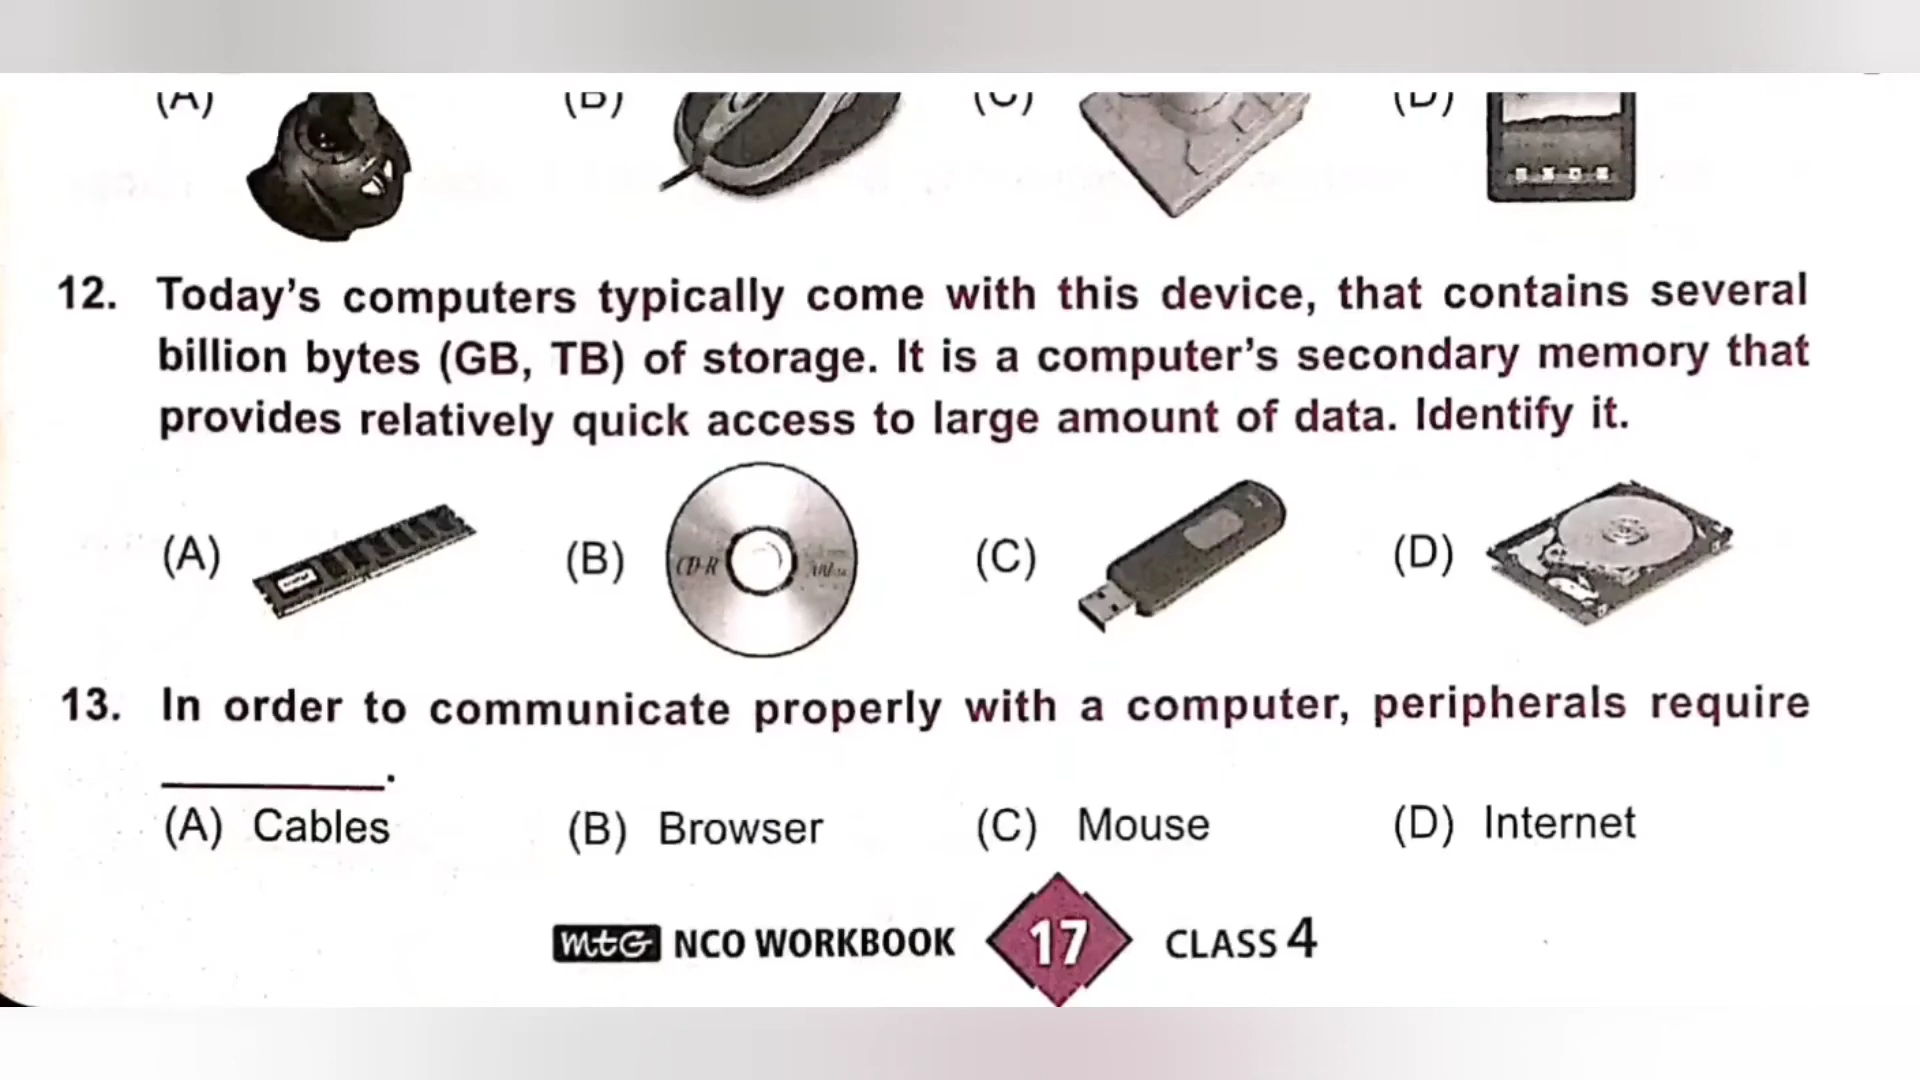 (A) (B) (C) (D)
12. Today's computers typically come with this device, that contains several
billion bytes (GB, TB) of storage. It is a computer's secondary memory that
provides relatively quick access to large amount of data. Identify it.
(A) (B) (C) (D)
CD-R
13. In order to communicate properly with a computer, peripherals require
__________.
(A) Cables (B) Browser (C) Mouse (D) Internet
mtG NCO WORKBOOK 17 CLASS 4